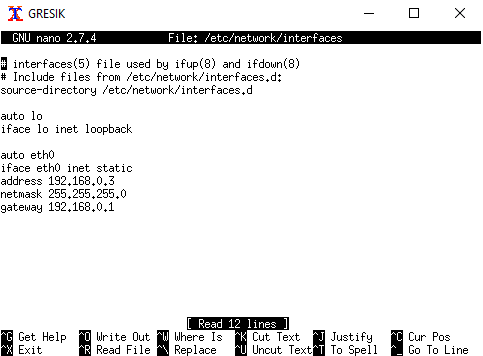 GRESIK
GNU nano 2.7.4 File: /etc/network/interfaces
# interfaces(5) file used by ifup(8) and ifdown(8)
# Include files from /etc/network/interfaces.d:
source-directory /etc/network/interfaces.d
auto lo
iface lo inet loopback
auto eth0
iface eth0 inet static
address 192.168.0.3
netmask 255.255.255.0
gateway 192.168.0.1
[ Read 12 lines ]
^G Get Help ^O Write Out ^W Where Is ^K Cut Text ^J Justify ^C Cur Pos
^X Exit ^R Read File ^\ Replace ^U Uncut Text ^T To Spell ^_ Go To Line